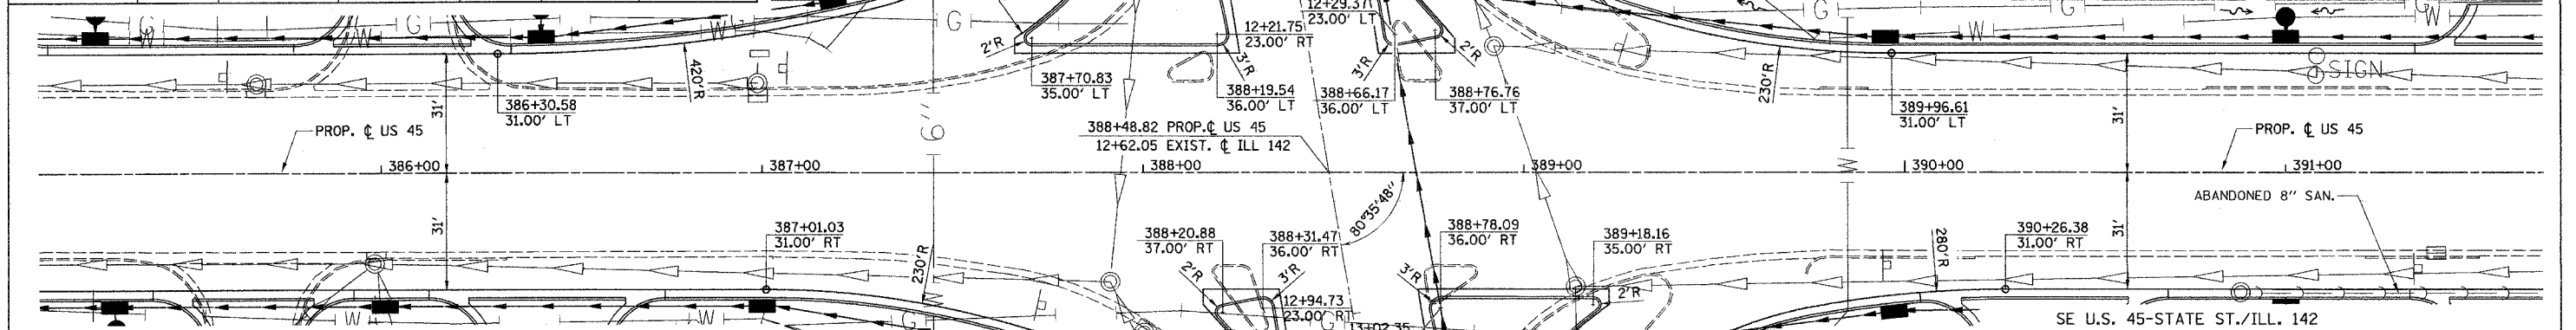 12+29.37
23.00' LT
12+21.75
23.00' RT
2'R
3'R
3'R
2'R
420'R
387+70.83
35.00' LT
388+19.54
36.00' LT
388+66.17
36.00' LT
388+76.76
37.00' LT
230'R
SIGN
386+30.58
31.00' LT
389+96.61
31.00' LT
31'
31'
PROP. ℄ US 45
388+48.82 PROP.℄ US 45
12+62.05 EXIST. ℄ ILL 142
PROP. ℄ US 45
386+00
387+00
388+00
389+00
390+00
391+00
80°35'48"
ABANDONED 8" SAN.
31'
31'
387+01.03
31.00' RT
388+20.88
37.00' RT
388+31.47
36.00' RT
388+78.09
36.00' RT
389+18.16
35.00' RT
390+26.38
31.00' RT
230'R
280'R
2'R
3'R
3'R
2'R
12+94.73
23.00' RT
13+02.35
SE U.S. 45-STATE ST./ILL. 142
G
G
W
W
W
G
G
G
W
W
W
W
G
G